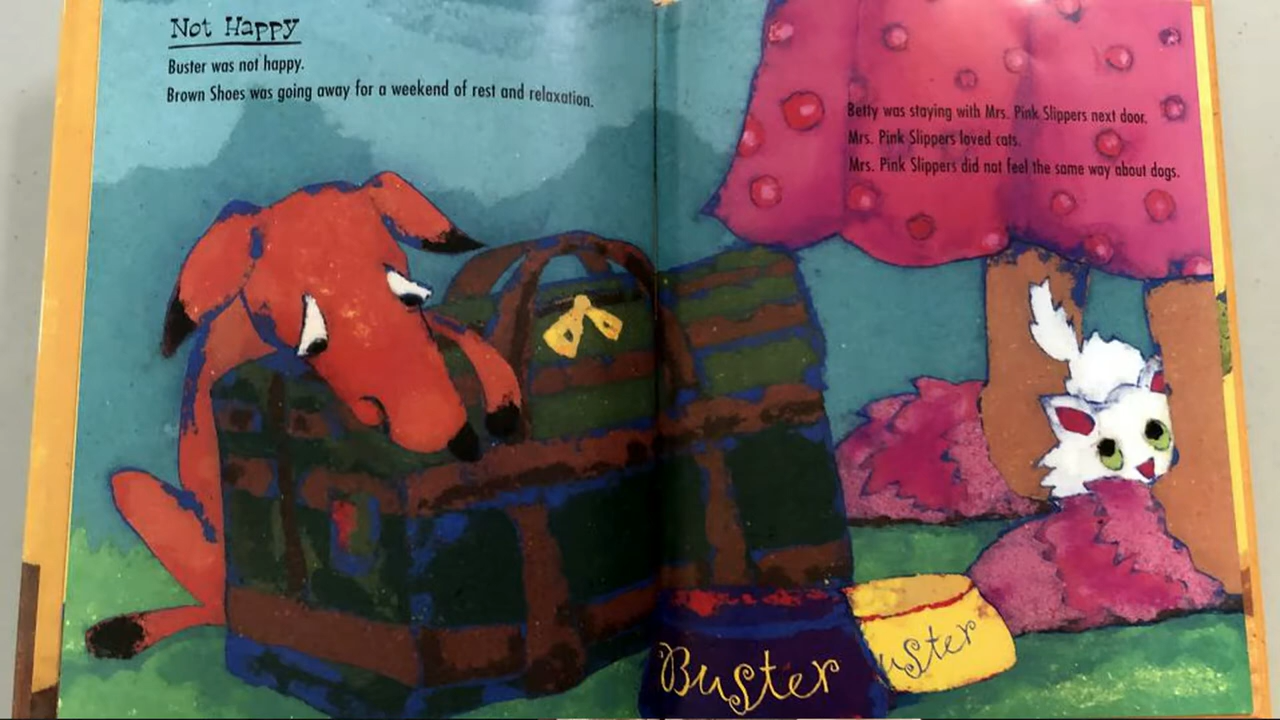 Not Happy
Buster was not happy.
Brown Shoes was going away for a weekend of rest and relaxation.
Betty was staying with Mrs. Pink Slippers next door.
Mrs. Pink Slippers loved cats.
Mrs. Pink Slippers did not feel the same way about dogs.
Buster
uster